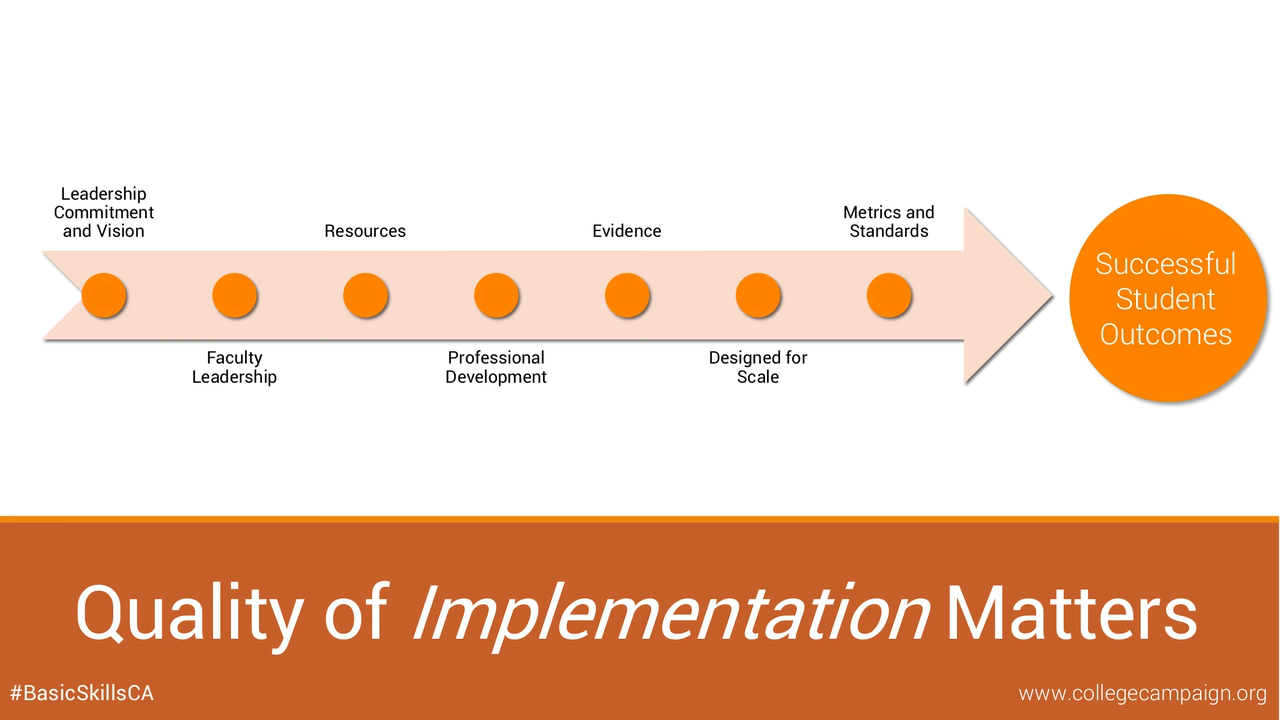 Leadership
Commitment
and Vision
Faculty
Leadership
Resources
Professional
Development
Evidence
Designed for
Scale
Metrics and
Standards
Successful
Student
Outcomes
Quality of Implementation Matters
#BasicSkillsCA
www.collegecampaign.org